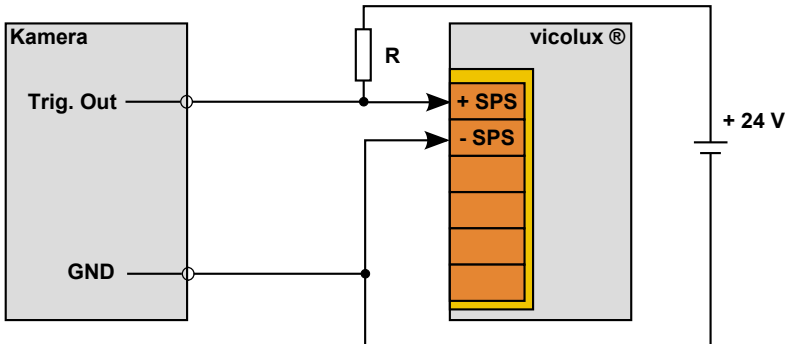 Kamera
vicolux ®
R
Trig. Out
+ SPS
+ 24 V
- SPS
GND